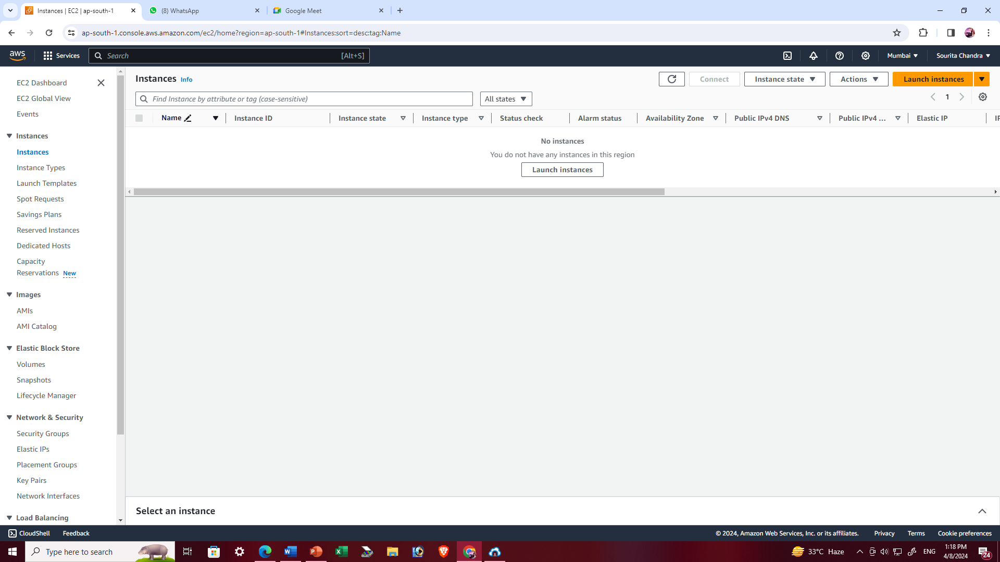 Instances | EC2 | ap-south-1
(8) WhatsApp
Google Meet
ap-south-1.console.aws.amazon.com/ec2/home?region=ap-south-1#Instances:sort=desc:tag:Name
aws
Services
Search
[Alt+S]
Mumbai
Sourita Chandra
EC2 Dashboard
EC2 Global View
Events
Instances
Instances
Instance Types
Launch Templates
Spot Requests
Savings Plans
Reserved Instances
Dedicated Hosts
Capacity
Reservations New
Images
AMIs
AMI Catalog
Elastic Block Store
Volumes
Snapshots
Lifecycle Manager
Network & Security
Security Groups
Elastic IPs
Placement Groups
Key Pairs
Network Interfaces
Load Balancing
Instances Info
Connect
Instance state
Actions
Launch instances
Find Instance by attribute or tag (case-sensitive)
All states
1
Name
Instance ID
Instance state
Instance type
Status check
Alarm status
Availability Zone
Public IPv4 DNS
Public IPv4 ...
Elastic IP
No instances
You do not have any instances in this region
Launch instances
Select an instance
CloudShell
Feedback
© 2024, Amazon Web Services, Inc. or its affiliates.
Privacy
Terms
Cookie preferences
Type here to search
33°C Haze
ENG
1:18 PM
4/8/2024
24